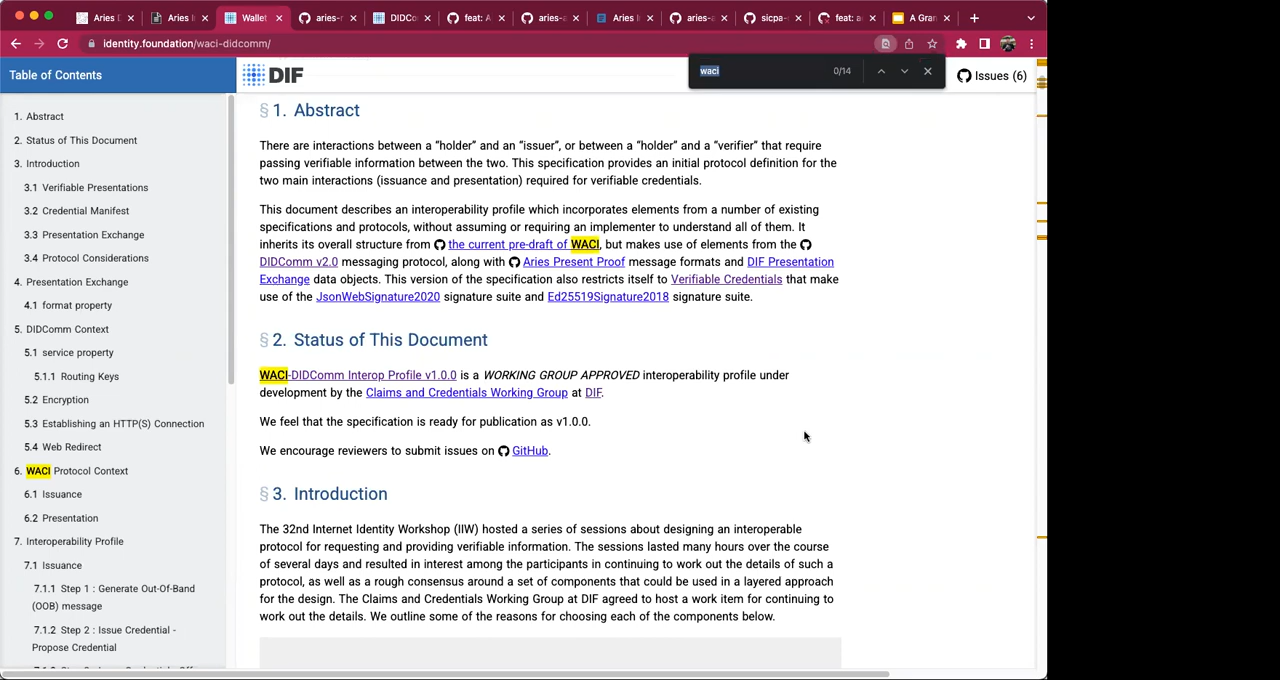 Aries D
Aries I
Wallet
aries-r
DIDCo
feat: A
aries-a
Aries I
aries-a
sicpa-
feat: a
A Gran
identity.foundation/waci-didcomm/
waci
0/14
Table of Contents
DIF
Issues (6)
1. Abstract
2. Status of This Document
3. Introduction
3.1 Verifiable Presentations
3.2 Credential Manifest
3.3 Presentation Exchange
3.4 Protocol Considerations
4. Presentation Exchange
4.1 format property
5. DIDComm Context
5.1 service property
5.1.1 Routing Keys
5.2 Encryption
5.3 Establishing an HTTP(S) Connection
5.4 Web Redirect
6. WACI Protocol Context
6.1 Issuance
6.2 Presentation
7. Interoperability Profile
7.1 Issuance
7.1.1 Step 1 : Generate Out-Of-Band
(OOB) message
7.1.2 Step 2 : Issue Credential -
Propose Credential
§ 1. Abstract
There are interactions between a “holder” and an “issuer”, or between a “holder” and a “verifier” that require
passing verifiable information between the two. This specification provides an initial protocol definition for the
two main interactions (issuance and presentation) required for verifiable credentials.
This document describes an interoperability profile which incorporates elements from a number of existing
specifications and protocols, without assuming or requiring an implementer to understand all of them. It
inherits its overall structure from the current pre-draft of WACI, but makes use of elements from the
DIDComm v2.0 messaging protocol, along with Aries Present Proof message formats and DIF Presentation
Exchange data objects. This version of the specification also restricts itself to Verifiable Credentials that make
use of the JsonWebSignature2020 signature suite and Ed25519Signature2018 signature suite.
§ 2. Status of This Document
WACI-DIDComm Interop Profile v1.0.0 is a WORKING GROUP APPROVED interoperability profile under
development by the Claims and Credentials Working Group at DIF.
We feel that the specification is ready for publication as v1.0.0.
We encourage reviewers to submit issues on GitHub.
§ 3. Introduction
The 32nd Internet Identity Workshop (IIW) hosted a series of sessions about designing an interoperable
protocol for requesting and providing verifiable information. The sessions lasted many hours over the course
of several days and resulted in interest among the participants in continuing to work out the details of such a
protocol, as well as a rough consensus around a set of components that could be used in a layered approach
for the design. The Claims and Credentials Working Group at DIF agreed to host a work item for continuing to
work out the details. We outline some of the reasons for choosing each of the components below.